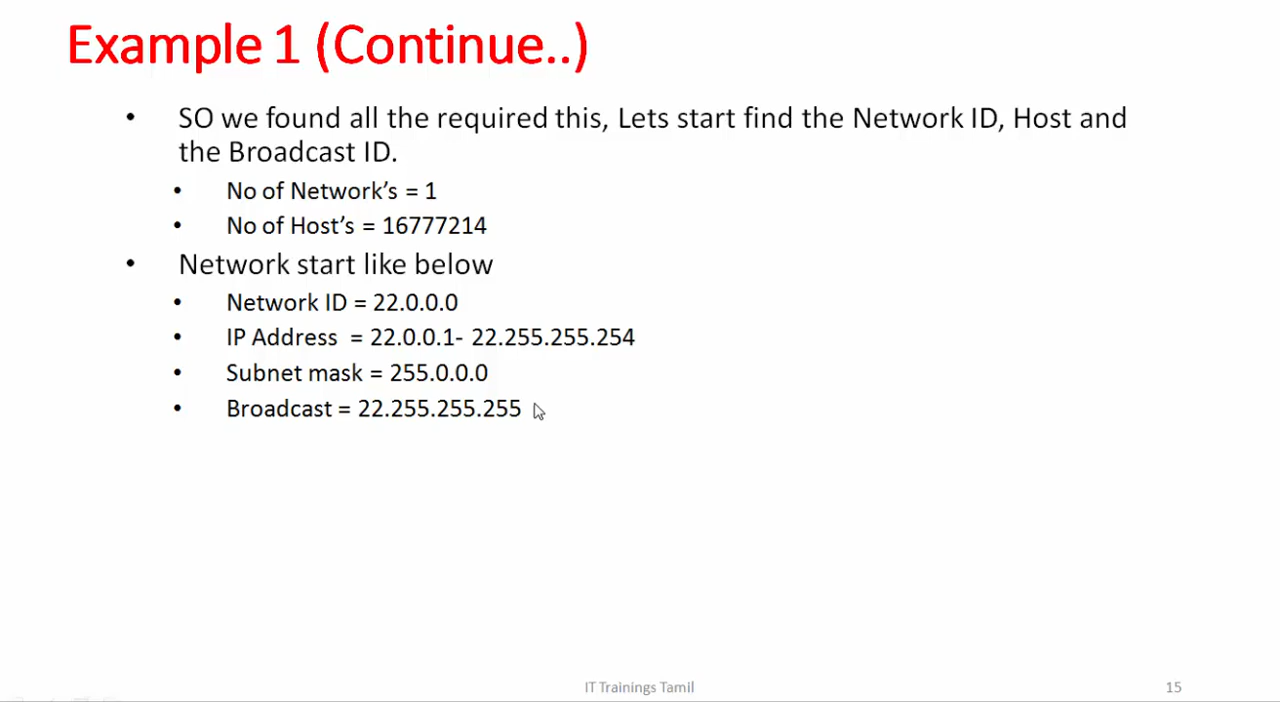 Example 1 (Continue..)
• SO we found all the required this, Lets start find the Network ID, Host and
the Broadcast ID.
• No of Network’s = 1
• No of Host’s = 16777214
• Network start like below
• Network ID = 22.0.0.0
• IP Address = 22.0.0.1- 22.255.255.254
• Subnet mask = 255.0.0.0
• Broadcast = 22.255.255.255
IT Trainings Tamil
15